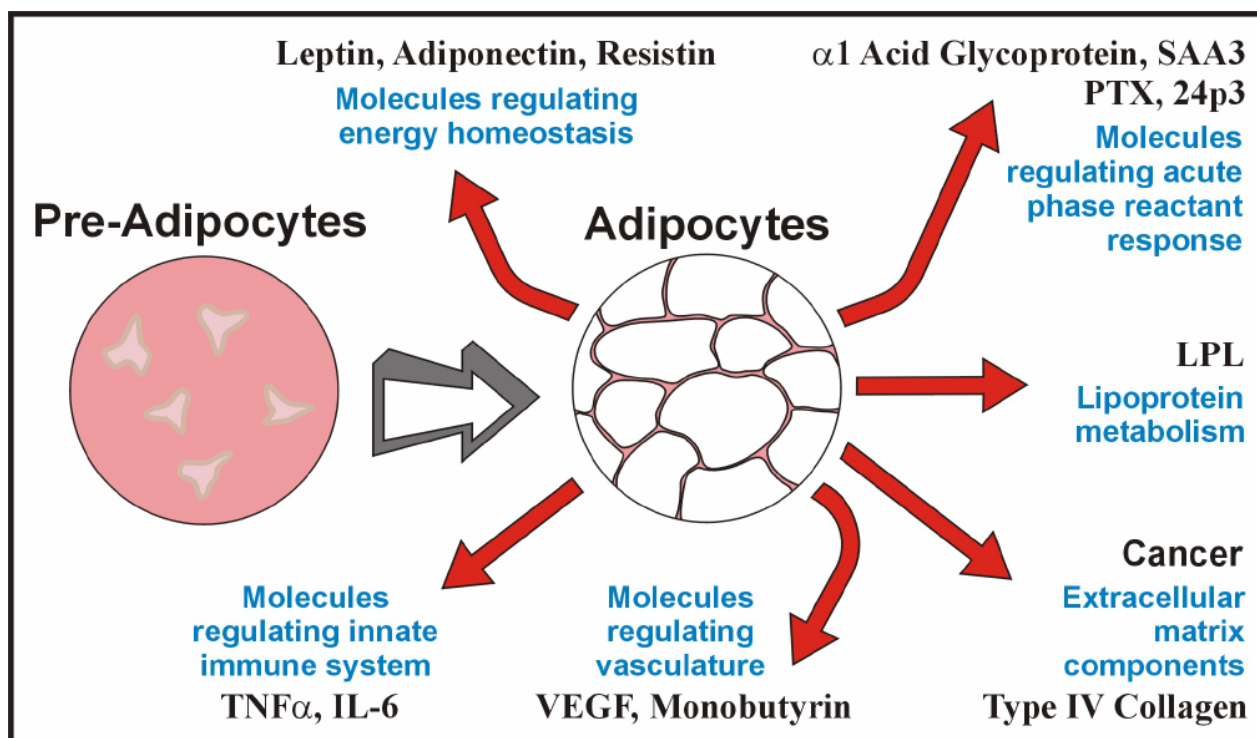 Leptin, Adiponectin, Resistin
Molecules regulating
energy homeostasis
α1 Acid Glycoprotein, SAA3
PTX, 24p3
Molecules
regulating acute
phase reactant
response
Pre-Adipocytes
Adipocytes
LPL
Lipoprotein
metabolism
Cancer
Extracellular
matrix
components
Type IV Collagen
Molecules
regulating innate
immune system
TNFα, IL-6
Molecules
regulating
vasculature
VEGF, Monobutyrin